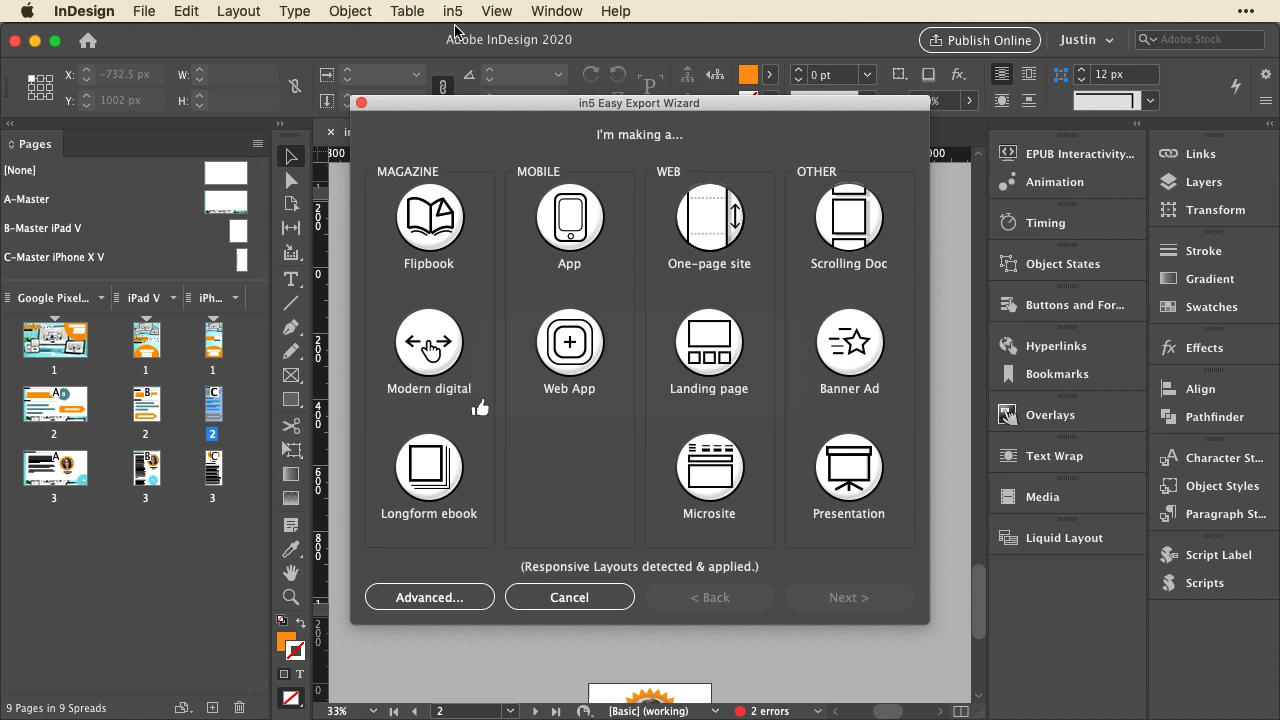 InDesign File Edit Layout Type Object Table in5 View Window Help
Adobe InDesign 2020
Publish Online
Justin
Adobe Stock
X: -732.5 px W:
Y: 1002 px H:
0 pt
12 px
fx.
in5 Easy Export Wizard
I'm making a...
MAGAZINE MOBILE WEB OTHER
Flipbook App One-page site Scrolling Doc
Modern digital Web App Landing page Banner Ad
Longform ebook Microsite Presentation
(Responsive Layouts detected & applied.)
Advanced... Cancel < Back Next >
Pages
[None]
A-Master
B-Master iPad V
C-Master iPhone X V
Google Pixel... iPad V iPh...
1 1 1
A B C
2 2 2
A B C
3 3 3
9 Pages in 9 Spreads
EPUB Interactivity...
Animation
Timing
Object States
Buttons and For...
Hyperlinks
Bookmarks
Overlays
Text Wrap
Media
Liquid Layout
Links
Layers
Transform
Stroke
Gradient
Swatches
fx Effects
Align
Pathfinder
Character St...
Object Styles
Paragraph St...
Script Label
Scripts
33% 2 [Basic] (working) 2 errors